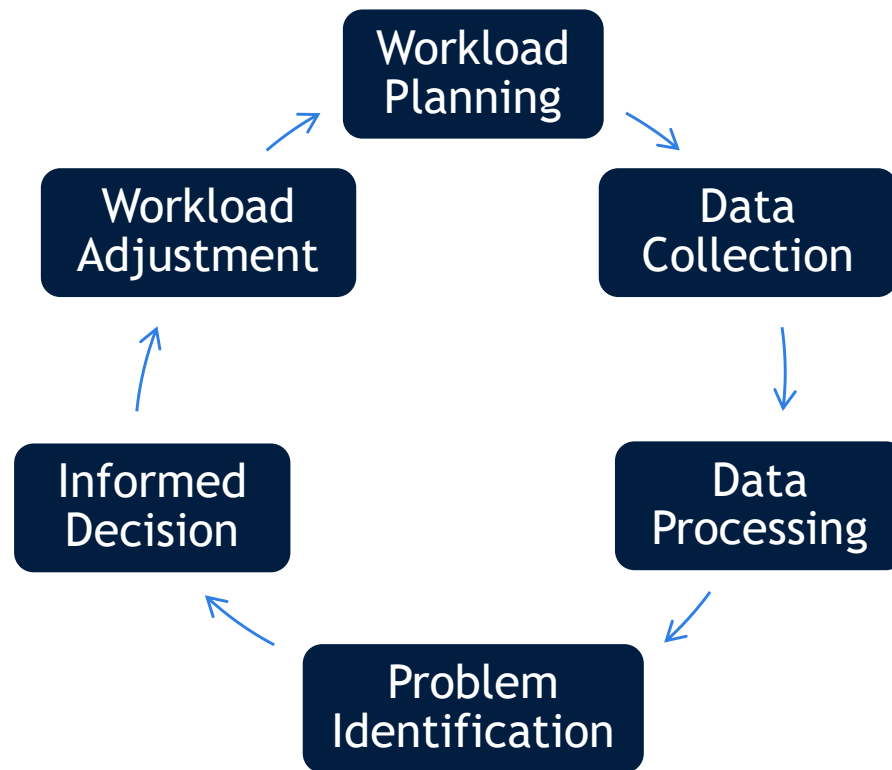 Workload
Planning
Data
Collection
Data
Processing
Problem
Identification
Informed
Decision
Workload
Adjustment